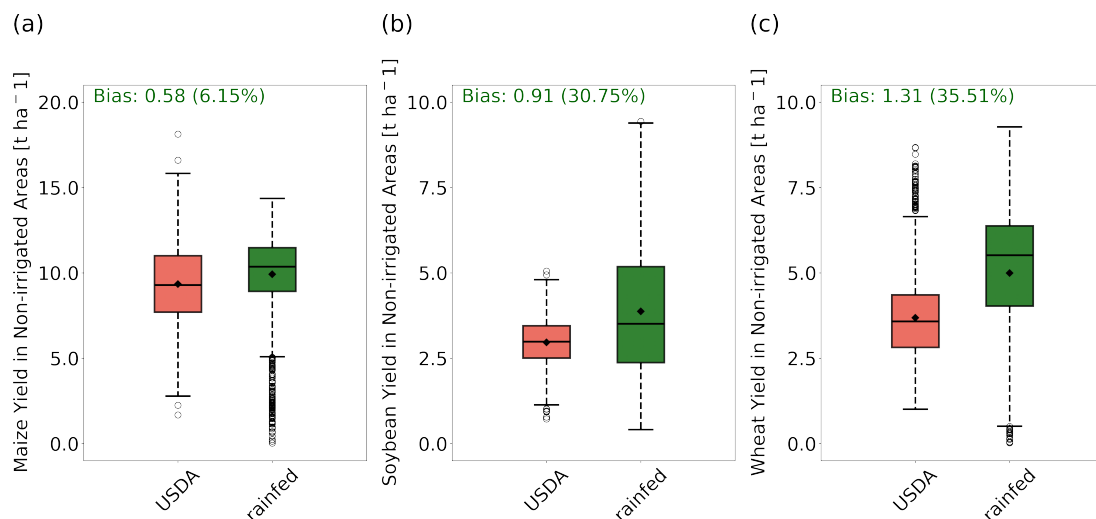 (a)
Maize Yield in Non-irrigated Areas [t ha⁻1]
Bias: 0.58 (6.15%)
20.0
15.0
10.0
5.0
0.0
USDA
rainfed
(b)
Soybean Yield in Non-irrigated Areas [t ha⁻1]
Bias: 0.91 (30.75%)
10.0
7.5
5.0
2.5
0.0
USDA
rainfed
(c)
Wheat Yield in Non-irrigated Areas [t ha⁻1]
Bias: 1.31 (35.51%)
10.0
7.5
5.0
2.5
0.0
USDA
rainfed